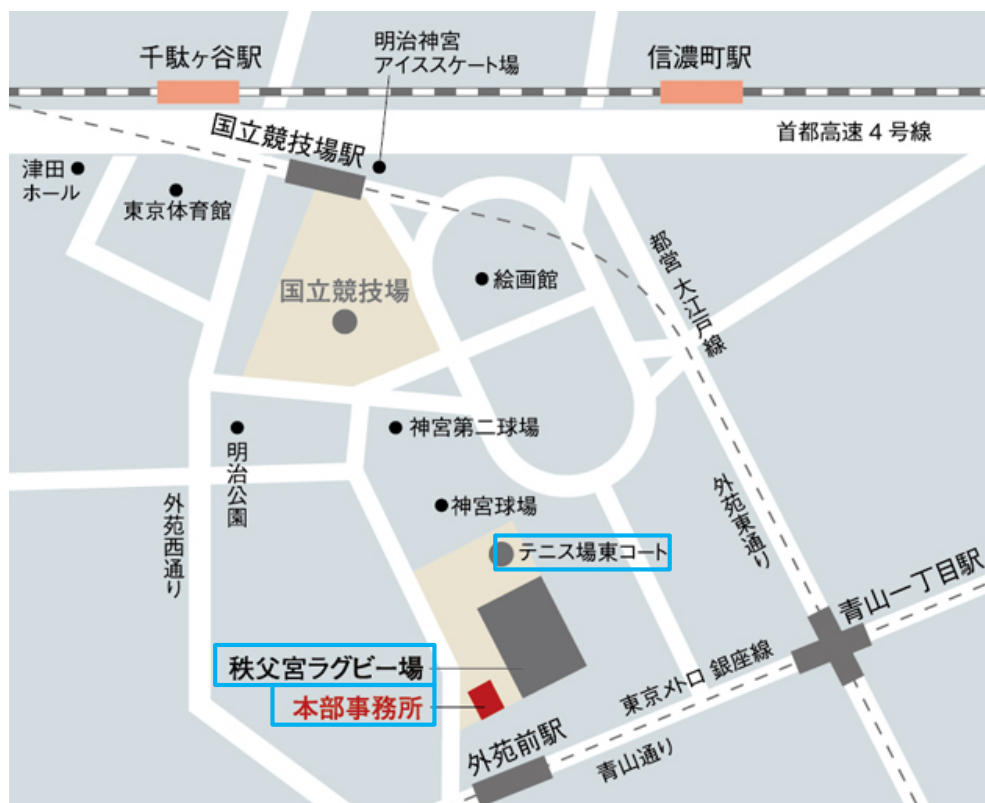 千駄ヶ谷駅
明治神宮
アイススケート場
信濃町駅
国立競技場駅
首都高速4号線
津田
ホール
東京体育館
絵画館
都営 大江戸線
国立競技場
神宮第二球場
明治公園
神宮球場
外苑西通り
外苑東通り
テニス場東コート
青山一丁目駅
秩父宮ラグビー場
東京メトロ 銀座線
本部事務所
外苑前駅
青山通り